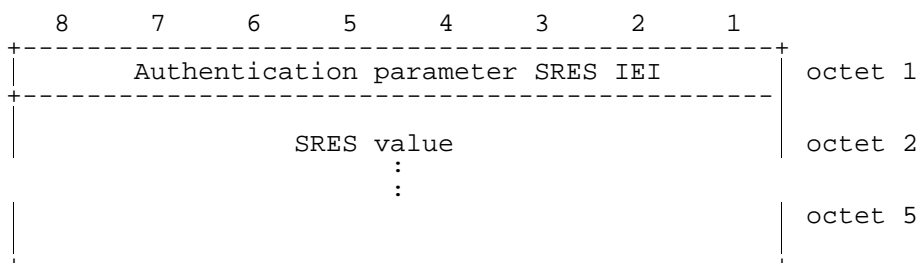 8 7 6 5 4 3 2 1
Authentication parameter SRES IEI octet 1
SRES value octet 2
:
:
octet 5